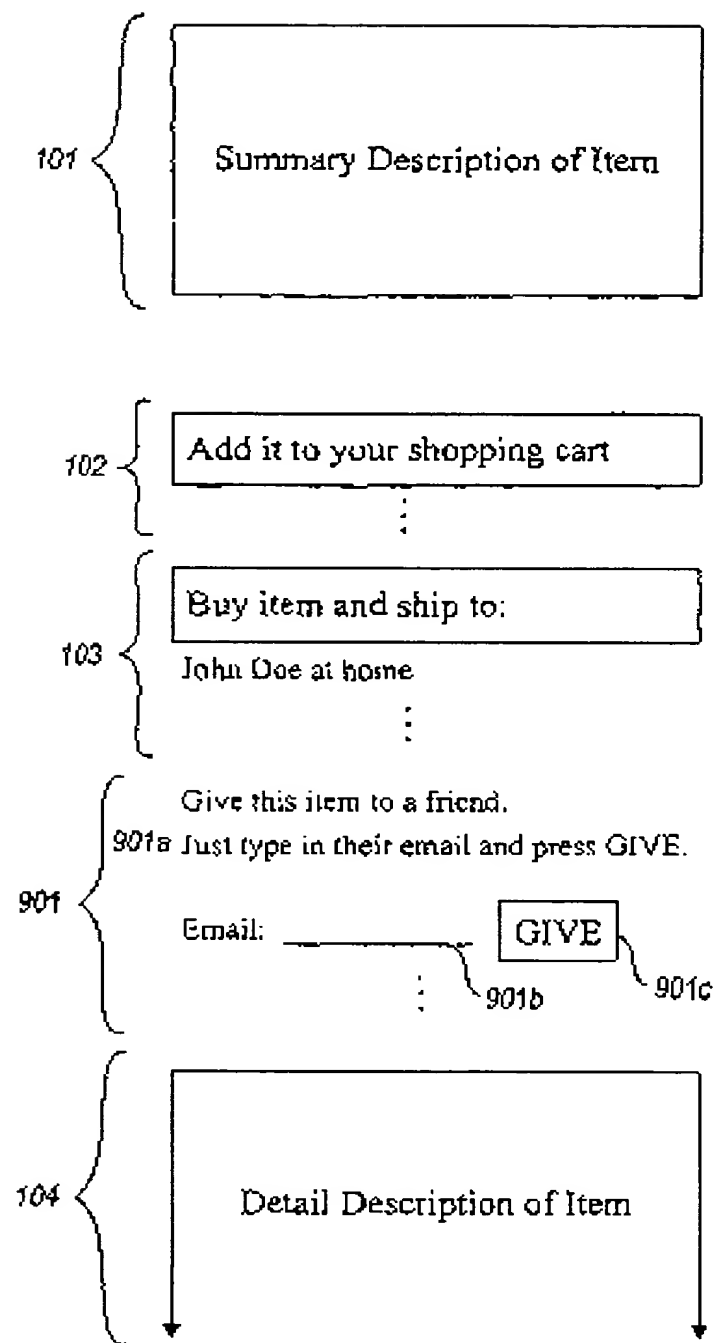 101
Summary Description of Item
102
Add it to your shopping cart
103
Buy item and ship to:
John Doe at home
901
Give this item to a friend.
901a Just type in their email and press GIVE.
Email: GIVE
901b 901c
104
Detail Description of Item